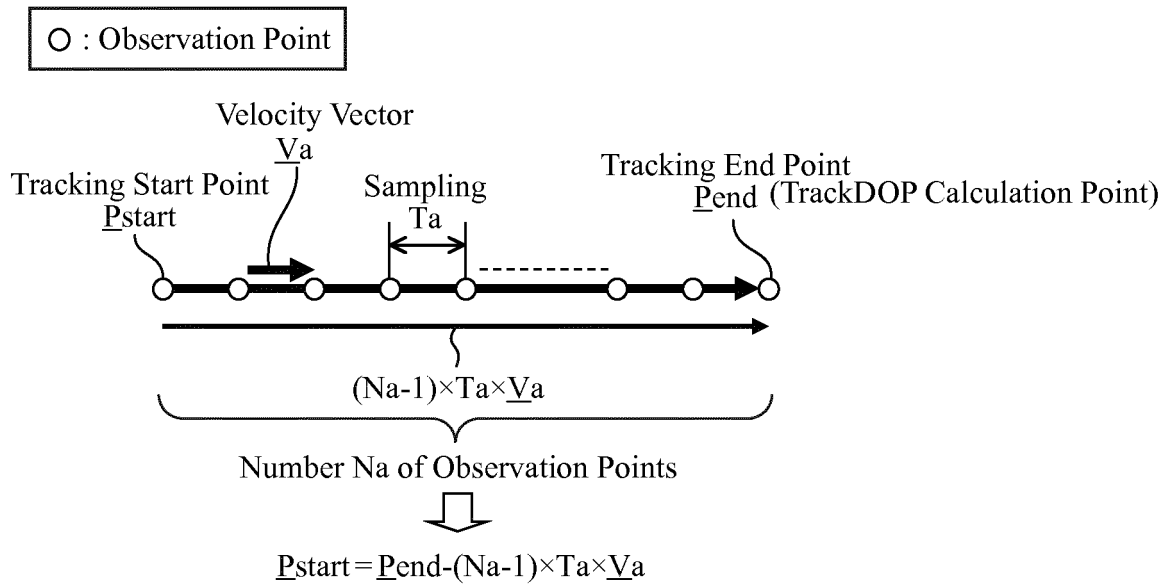 : Observation Point
Velocity Vector
Va
Tracking Start Point
Pstart
Sampling
Ta
Tracking End Point
Pend (TrackDOP Calculation Point)
(Na-1)×Ta×Va
Number Na of Observation Points
Pstart=Pend-(Na-1)×Ta×Va